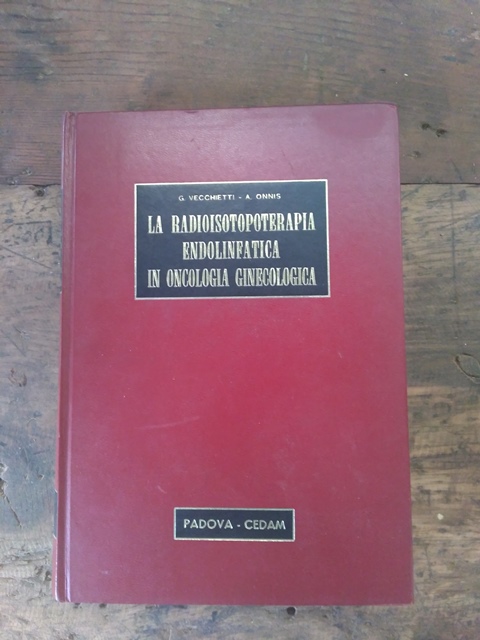 G. VECCHIETTI - A. ONNIS
LA RADIOISOTOPOTERAPIA
ENDOLINFATICA
IN ONCOLOGIA GINECOLOGICA
PADOVA - CEDAM